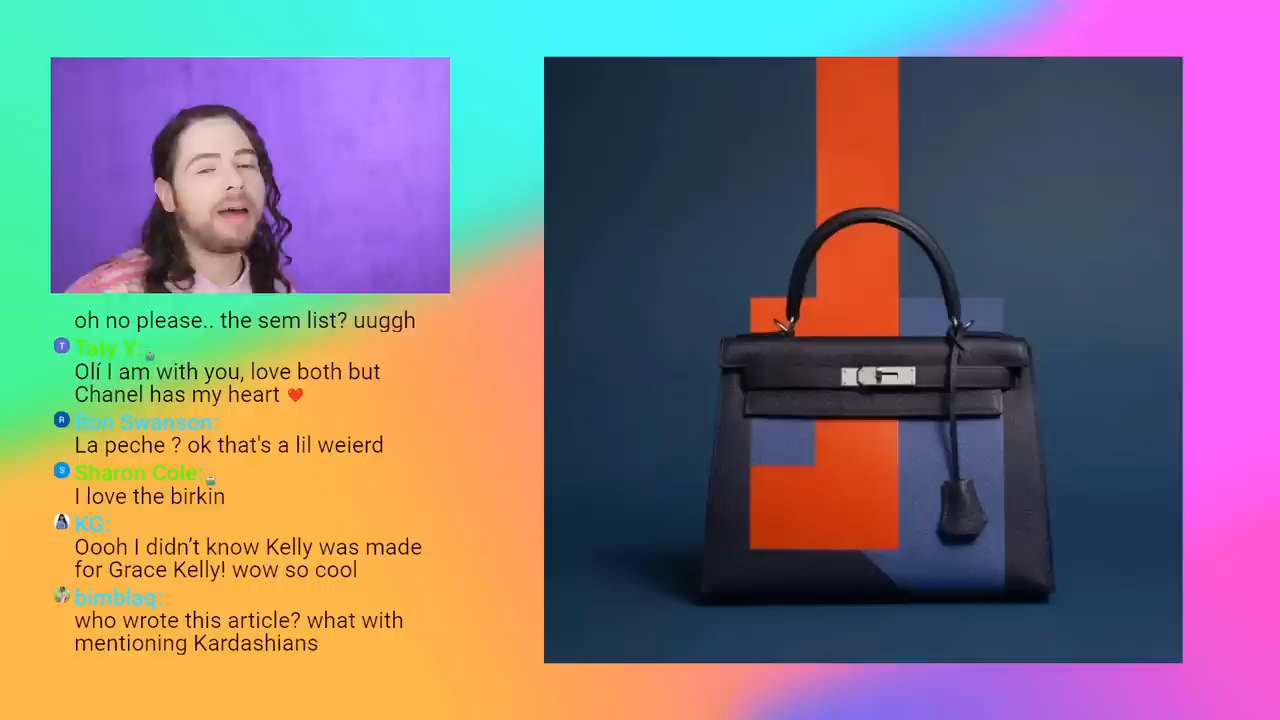 oh no please.. the sem list? uuggh
T Taly Y:
Olí I am with you, love both but
Chanel has my heart ❤️
R Ron Swanson:
La peche ? ok that's a lil weierd
S Sharon Cole:
I love the birkin
KG:
Oooh I didn’t know Kelly was made
for Grace Kelly! wow so cool
bimblaq:
who wrote this article? what with
mentioning Kardashians